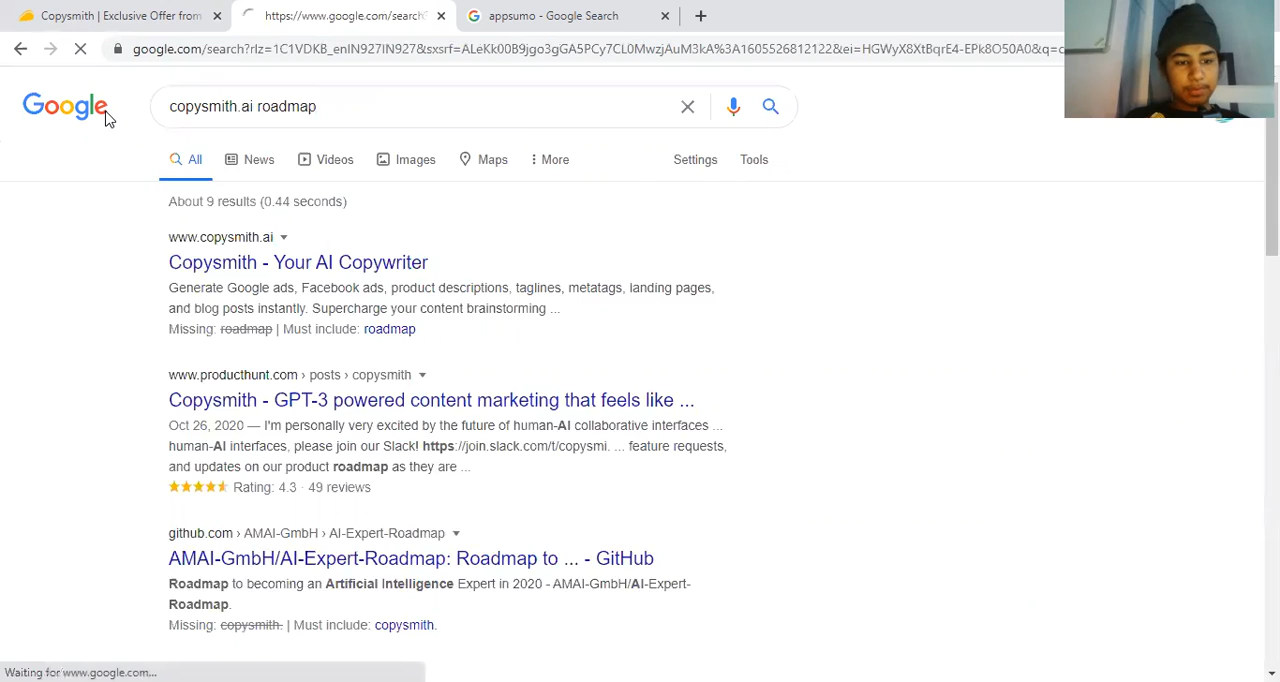 Copysmith | Exclusive Offer from
https://www.google.com/search?
appsumo - Google Search
google.com/search?rlz=1C1VDKB_enIN927IN927&sxsrf=ALeKk00B9jgo3gGA5PCy7CL0MwzjAuM3kA%3A1605526812122&ei=HGWyX8XtBqrE4-EPk8O50A0&q=c
Google
copysmith.ai roadmap
All
News
Videos
Images
Maps
More
Settings
Tools
About 9 results (0.44 seconds)
www.copysmith.ai
Copysmith - Your AI Copywriter
Generate Google ads, Facebook ads, product descriptions, taglines, metatags, landing pages,
and blog posts instantly. Supercharge your content brainstorming ...
Missing: roadmap | Must include: roadmap
www.producthunt.com › posts › copysmith
Copysmith - GPT-3 powered content marketing that feels like ...
Oct 26, 2020 — I'm personally very excited by the future of human-AI collaborative interfaces ...
human-AI interfaces, please join our Slack! https://join.slack.com/t/copysmi. ... feature requests,
and updates on our product roadmap as they are ...
Rating: 4.3 · 49 reviews
github.com › AMAI-GmbH › AI-Expert-Roadmap
AMAI-GmbH/AI-Expert-Roadmap: Roadmap to ... - GitHub
Roadmap to becoming an Artificial Intelligence Expert in 2020 - AMAI-GmbH/AI-Expert-
Roadmap.
Missing: copysmith. | Must include: copysmith.
Waiting for www.google.com...